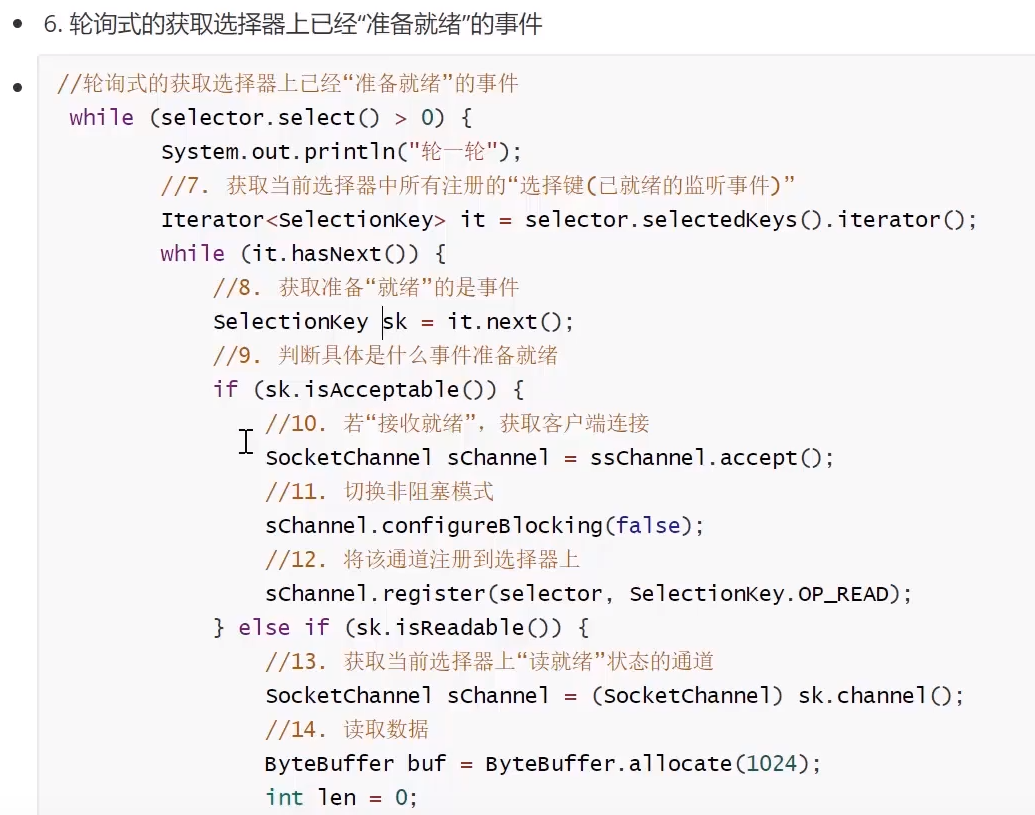 6. 轮询式的获取选择器上已经“准备就绪”的事件
//轮询式的获取选择器上已经“准备就绪”的事件
while (selector.select() > 0) {
System.out.println("轮一轮");
//7. 获取当前选择器中所有注册的“选择键(已就绪的监听事件)”
Iterator<SelectionKey> it = selector.selectedKeys().iterator();
while (it.hasNext()) {
//8. 获取准备“就绪”的是事件
SelectionKey sk = it.next();
//9. 判断具体是什么事件准备就绪
if (sk.isAcceptable()) {
//10. 若“接收就绪”，获取客户端连接
SocketChannel sChannel = ssChannel.accept();
//11. 切换非阻塞模式
sChannel.configureBlocking(false);
//12. 将该通道注册到选择器上
sChannel.register(selector, SelectionKey.OP_READ);
} else if (sk.isReadable()) {
//13. 获取当前选择器上“读就绪”状态的通道
SocketChannel sChannel = (SocketChannel) sk.channel();
//14. 读取数据
ByteBuffer buf = ByteBuffer.allocate(1024);
int len = 0;